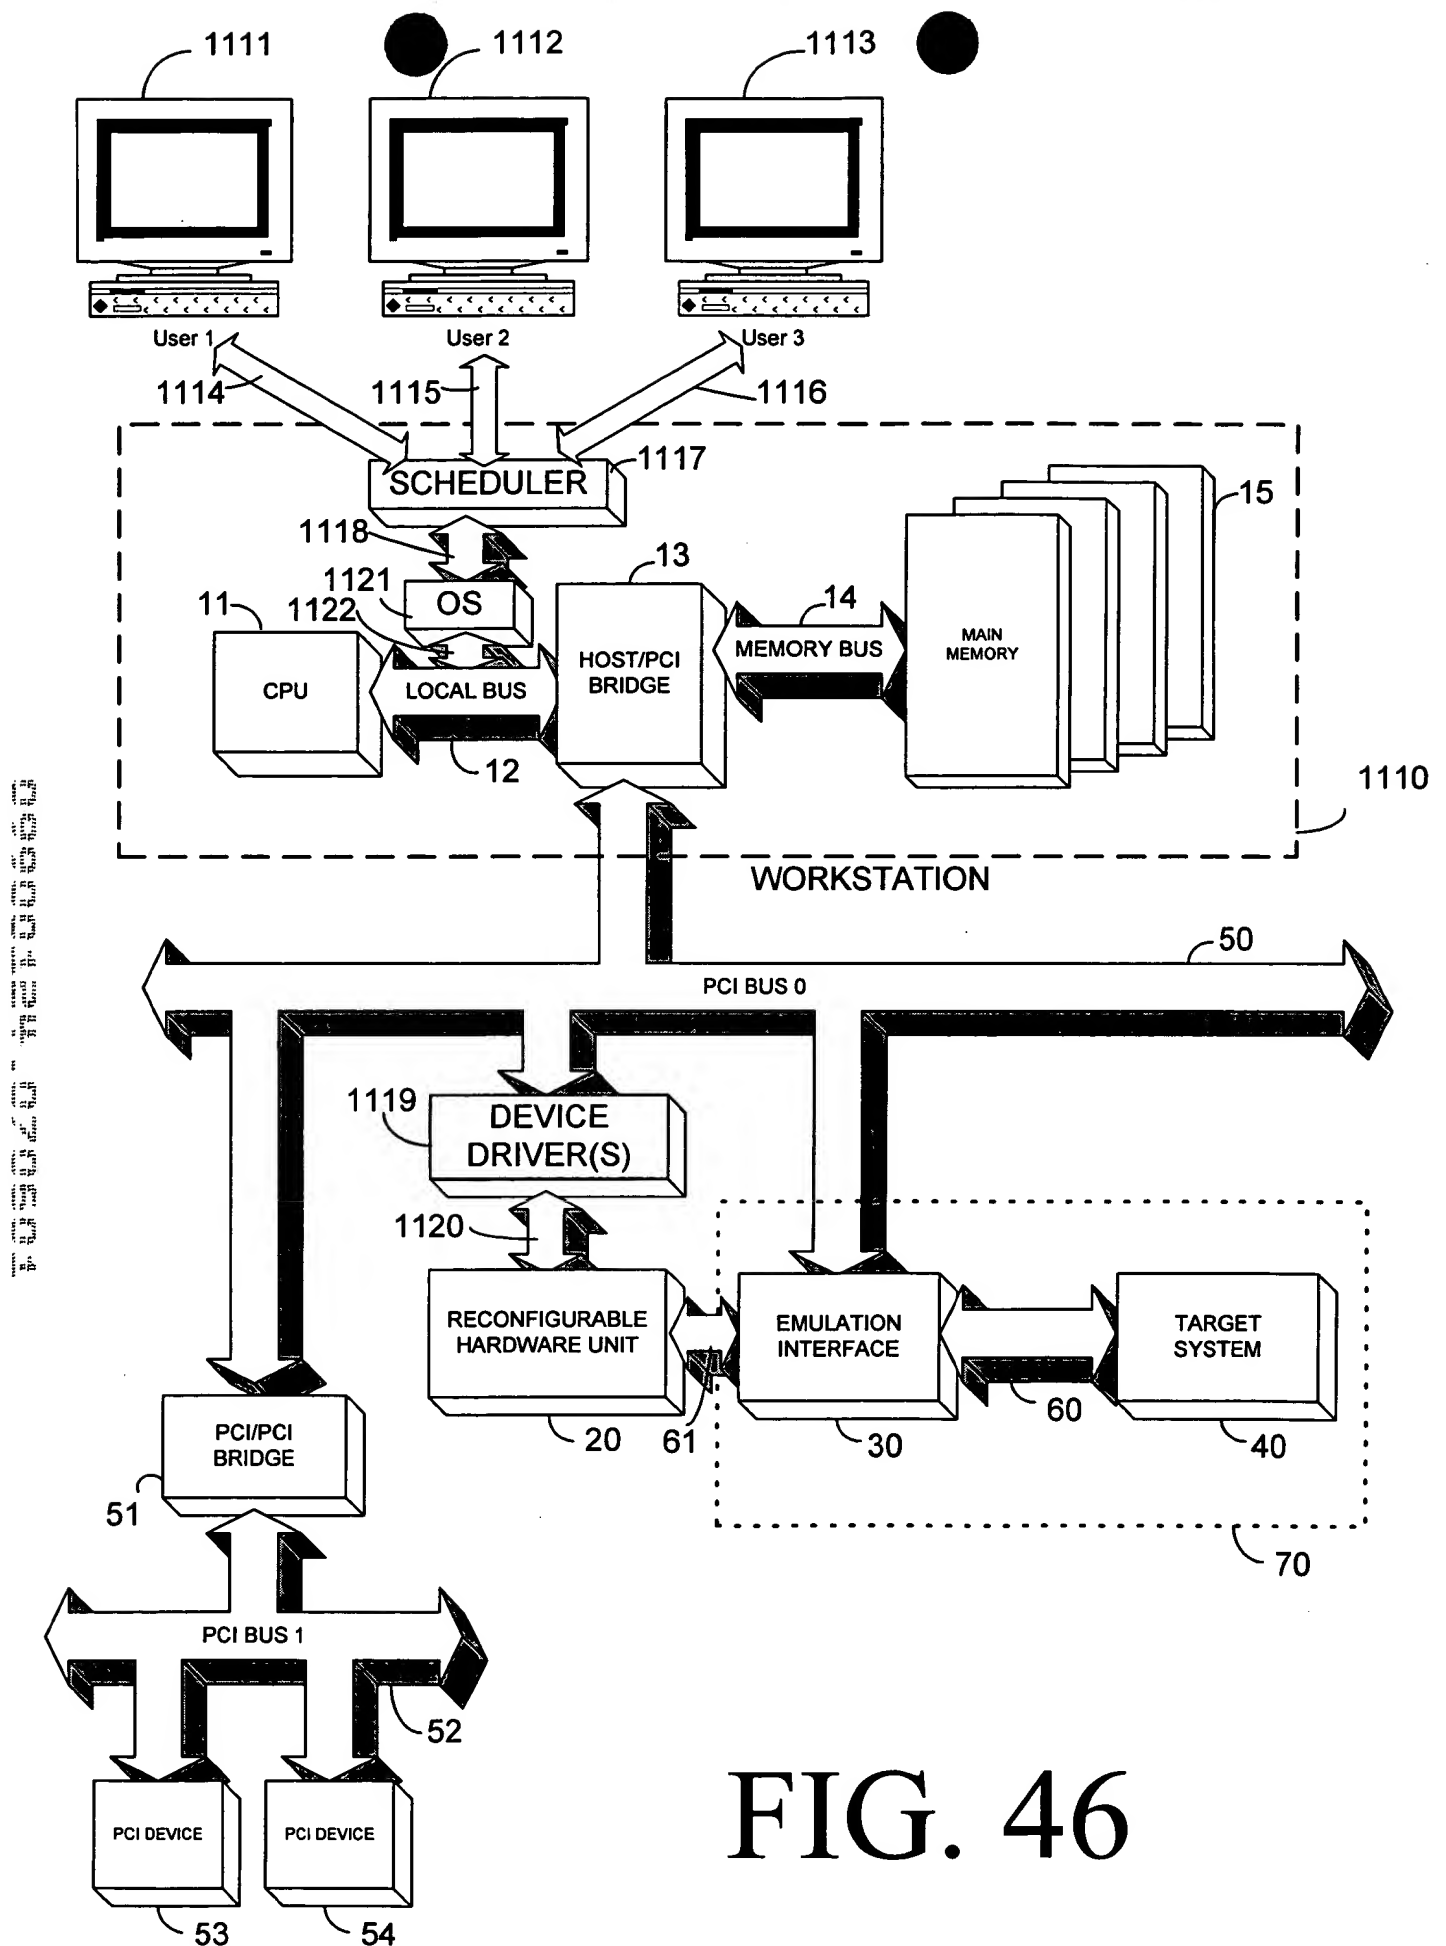 1111
1112
1113
User 1
User 2
User 3
1114
1115
1116
SCHEDULER
1117
1118
1121
1122
OS
11
13
14
15
CPU
LOCAL BUS
HOST/PCI
BRIDGE
MEMORY BUS
MAIN
MEMORY
12
1110
WORKSTATION
50
PCI BUS 0
1119
DEVICE
DRIVER(S)
1120
RECONFIGURABLE
HARDWARE UNIT
EMULATION
INTERFACE
TARGET
SYSTEM
20
61
30
60
40
PCI/PCI
BRIDGE
51
70
PCI BUS 1
52
PCI DEVICE
PCI DEVICE
53
54
FIG. 46